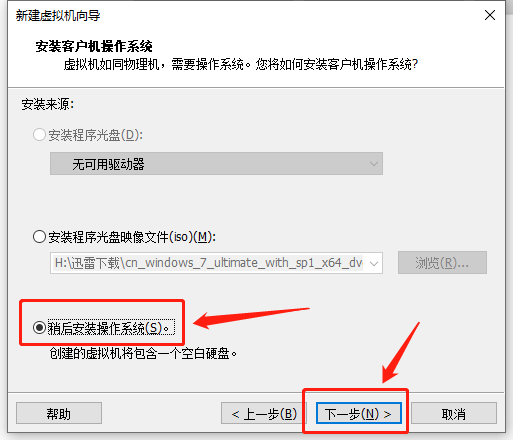 新建虚拟机向导
安装客户机操作系统
虚拟机如同物理机，需要操作系统。您将如何安装客户机操作系统?
安装来源:
安装程序光盘(D):
无可用驱动器
安装程序光盘映像文件(iso)(M):
H:\迅雷下载\cn_windows_7_ultimate_with_sp1_x64_dv
浏览(R)...
稍后安装操作系统(S)。
创建的虚拟机将包含一个空白硬盘。
帮助
< 上一步(B)
下一步(N) >
取消